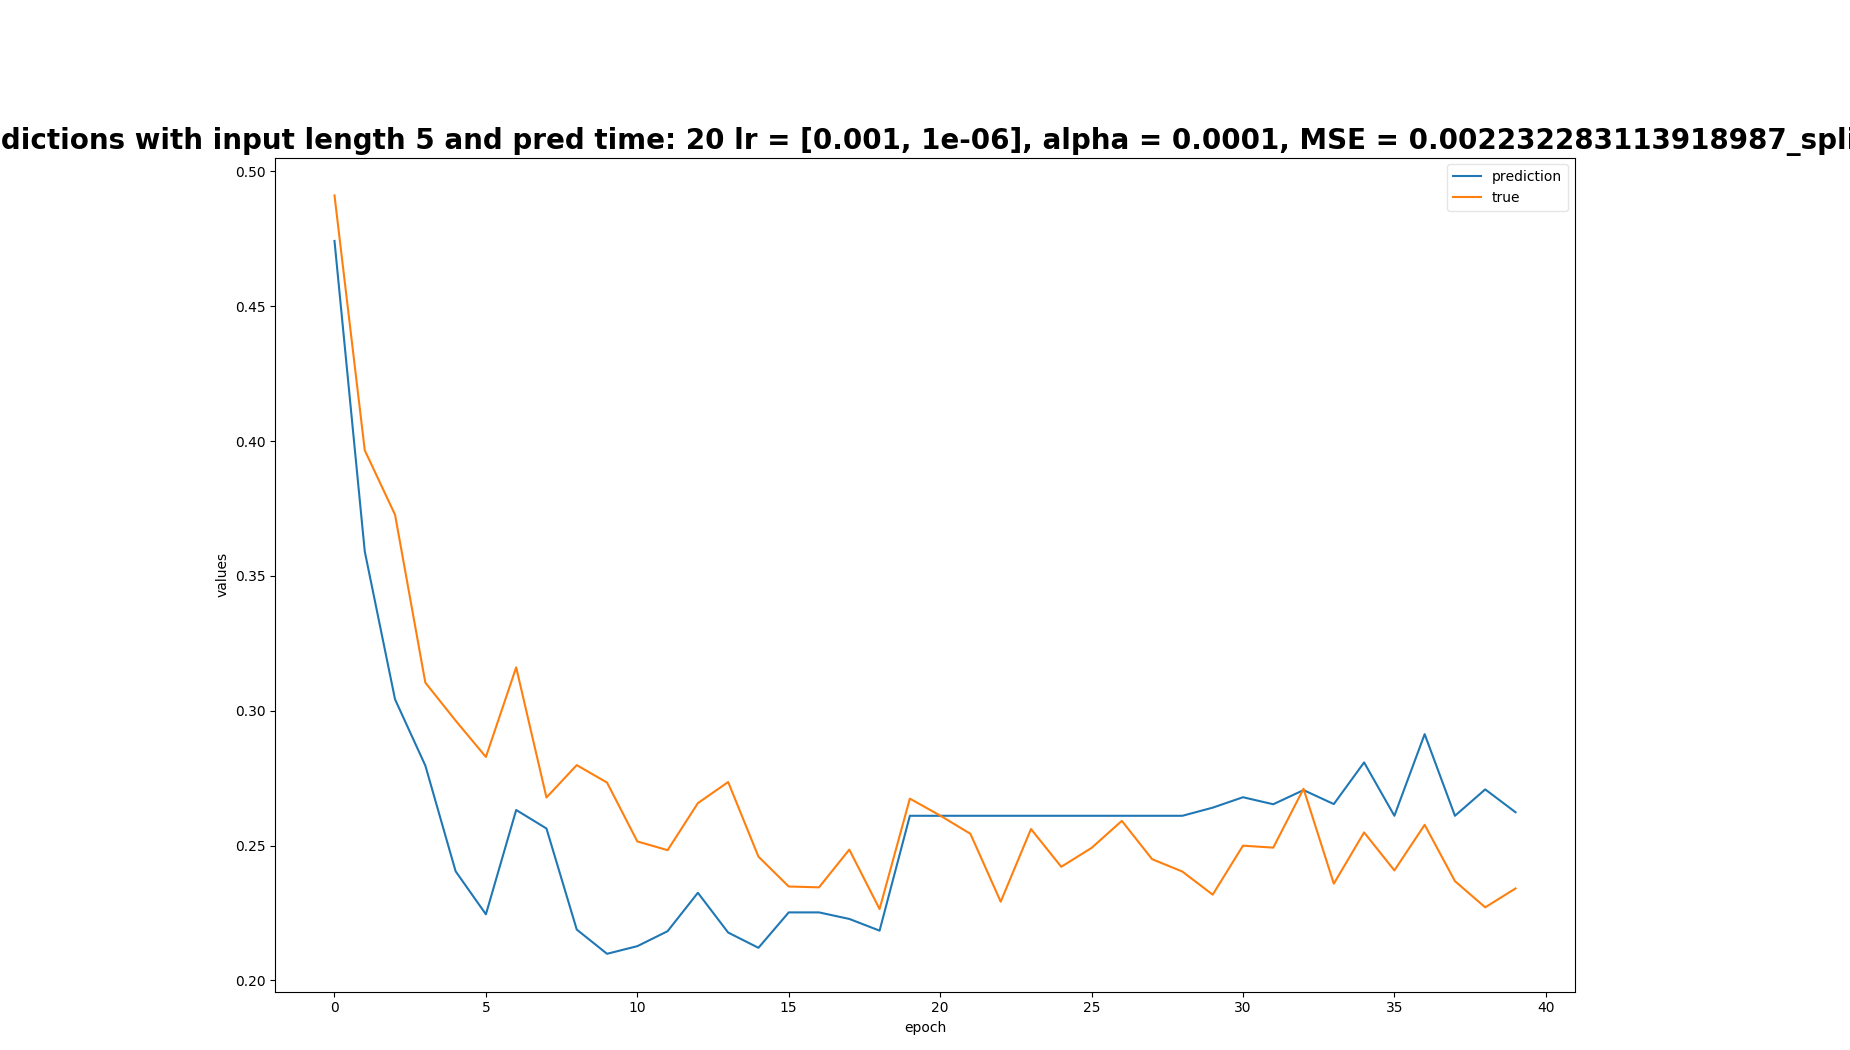 dictions with input length 5 and pred time: 20 lr = [0.001, 1e-06], alpha = 0.0001, MSE = 0.002232283113918987_spli
prediction
true
0.50
0.45
0.40
0.35
0.30
0.25
0.20
values
0 5 10 15 20 25 30 35 40
epoch